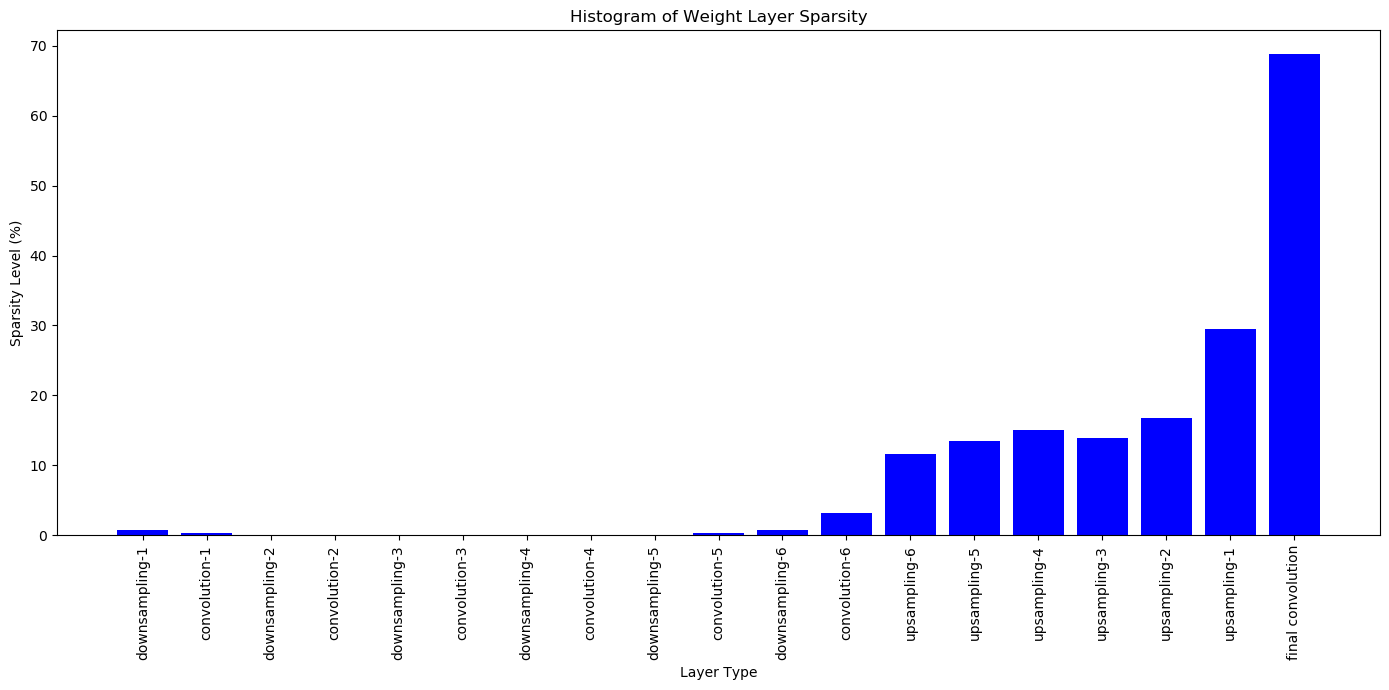 Histogram of Weight Layer Sparsity
Sparsity Level (%)
70
60
50
40
30
20
10
0
downsampling-1
convolution-1
downsampling-2
convolution-2
downsampling-3
convolution-3
downsampling-4
convolution-4
downsampling-5
convolution-5
downsampling-6
convolution-6
upsampling-6
upsampling-5
upsampling-4
upsampling-3
upsampling-2
upsampling-1
final convolution
Layer Type